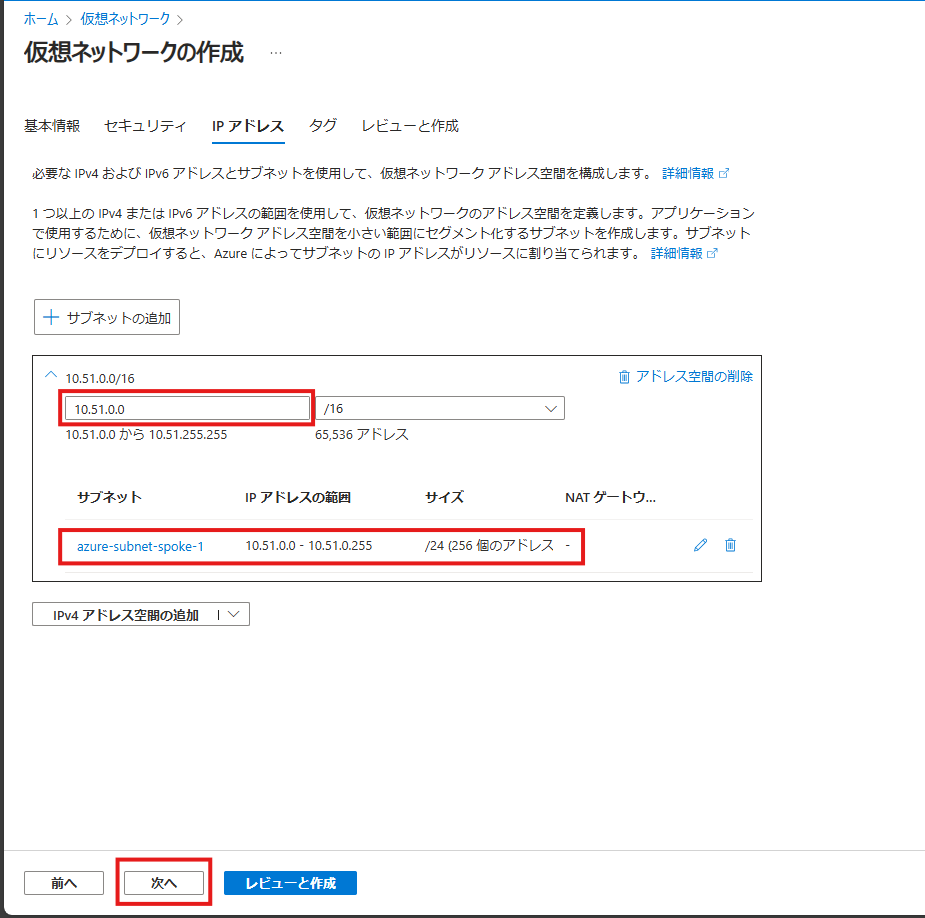 ホーム > 仮想ネットワーク >
仮想ネットワークの作成 …
基本情報 セキュリティ IP アドレス タグ レビューと作成
必要な IPv4 および IPv6 アドレスとサブネットを使用して、仮想ネットワーク アドレス空間を構成します。 詳細情報
1 つ以上の IPv4 または IPv6 アドレスの範囲を使用して、仮想ネットワークのアドレス空間を定義します。アプリケーション
で使用するために、仮想ネットワーク アドレス空間を小さい範囲にセグメント化するサブネットを作成します。サブネット
にリソースをデプロイすると、Azure によってサブネットの IP アドレスがリソースに割り当てられます。 詳細情報
サブネットの追加
10.51.0.0/16 アドレス空間の削除
10.51.0.0 /16
10.51.0.0 から 10.51.255.255 65,536 アドレス
サブネット IP アドレスの範囲 サイズ NAT ゲートウ...
azure-subnet-spoke-1 10.51.0.0 - 10.51.0.255 /24 (256 個のアドレス -
IPv4 アドレス空間の追加
前へ 次へ レビューと作成